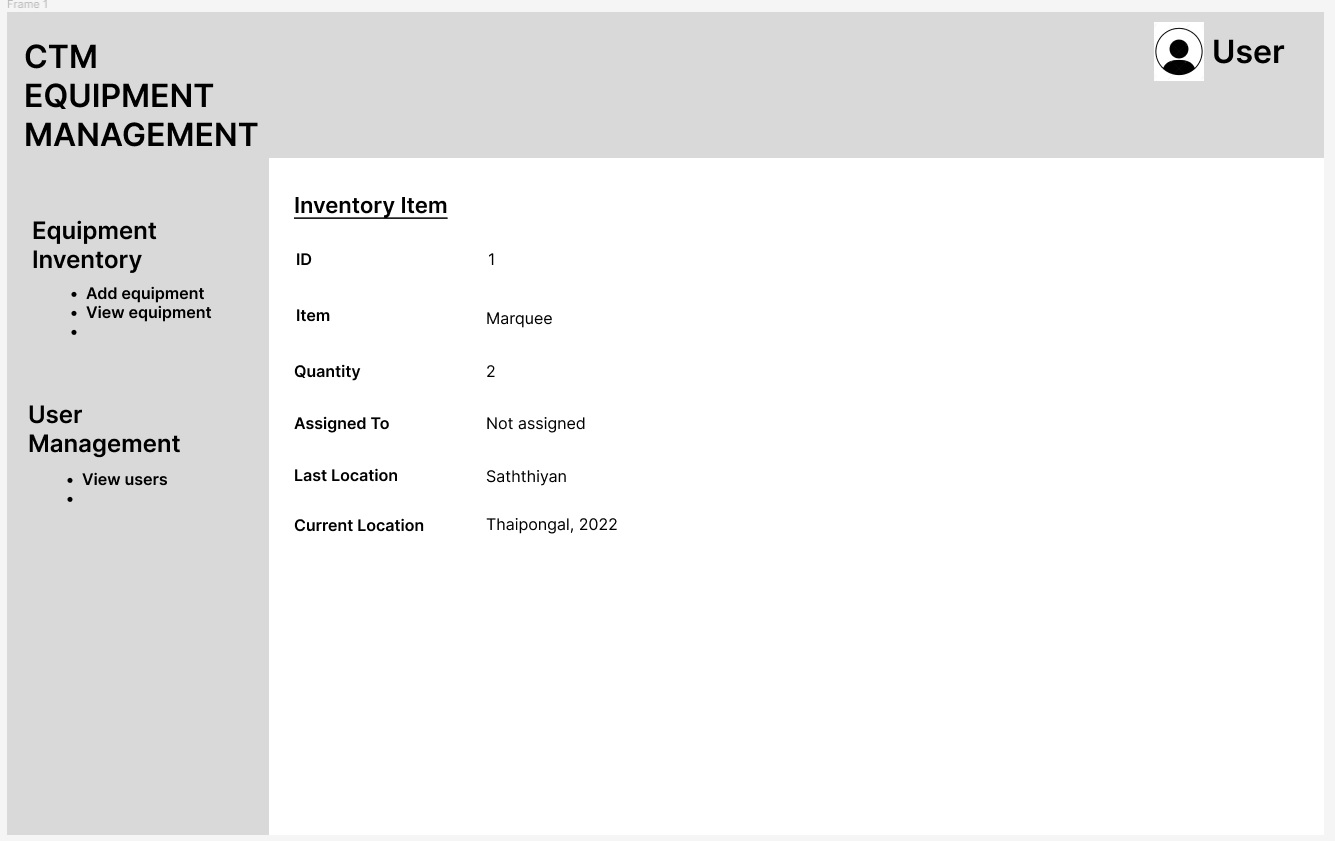 Frame 1
CTM
EQUIPMENT
MANAGEMENT
User
Equipment
Inventory
• Add equipment
• View equipment
•
User
Management
• View users
•
Inventory Item
ID 1
Item Marquee
Quantity 2
Assigned To Not assigned
Last Location Saththiyan
Current Location Thaipongal, 2022